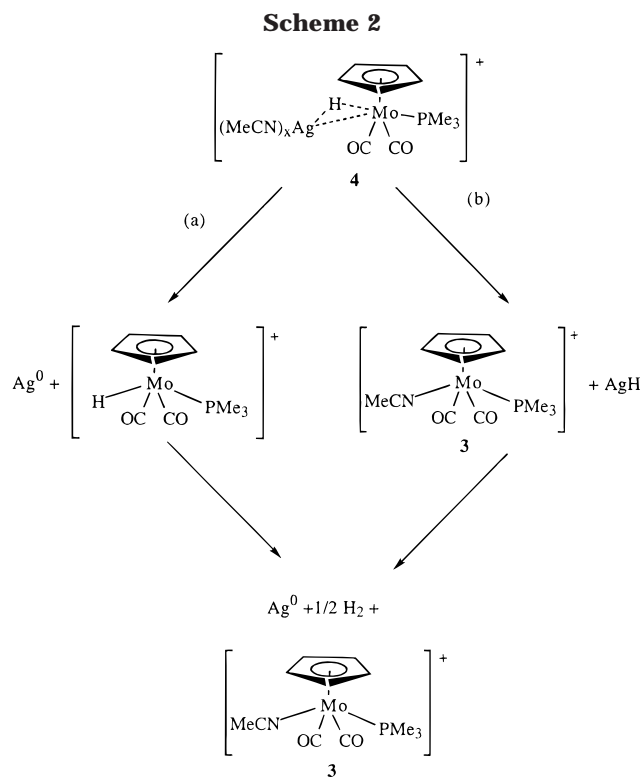 Scheme 2
+
H
(MeCN)xAg
Mo
PMe3
OC CO
4
(a)
(b)
Ag0 +
+
H
Mo
PMe3
OC CO
+
MeCN
Mo
PMe3
OC CO
+ AgH
3
Ag0 +1/2 H2 +
+
MeCN
Mo
PMe3
OC CO
3